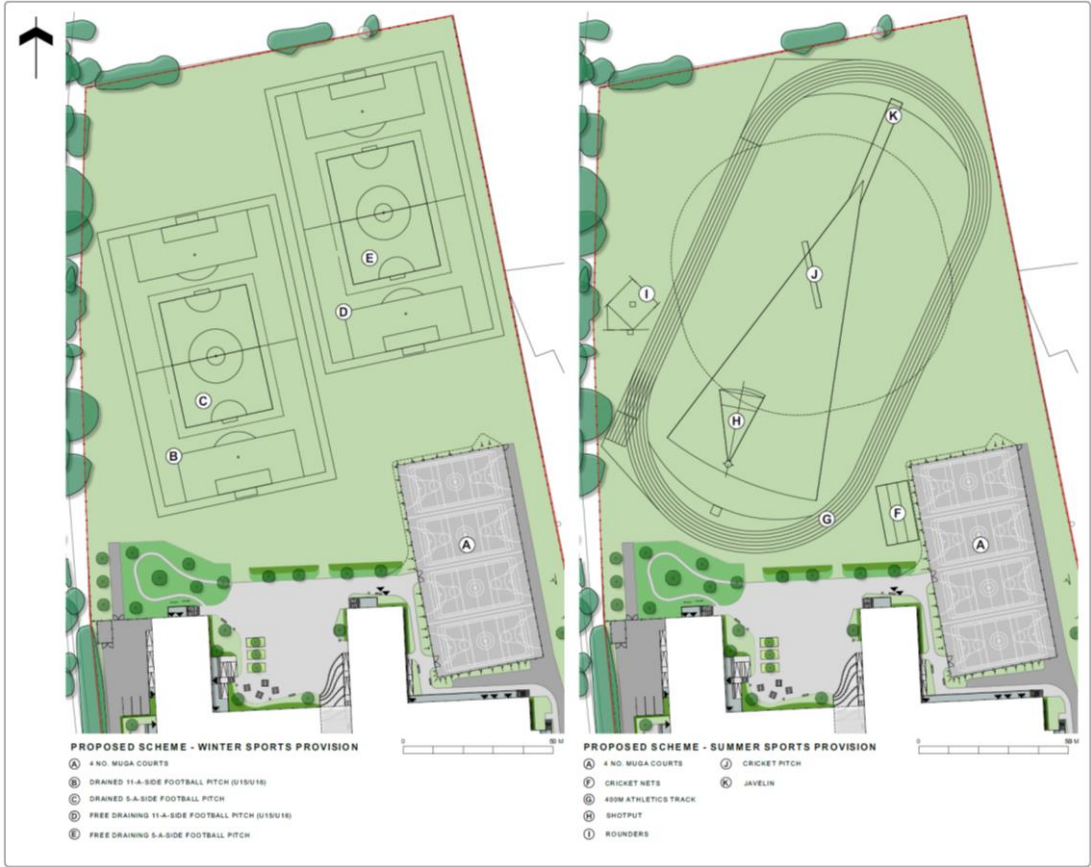 E
D
C
B
A
K
J
I
H
G
F
A
PROPOSED SCHEME - WINTER SPORTS PROVISION
A 4 NO. MUGA COURTS
B DRAINED 11-A-SIDE FOOTBALL PITCH (U15/U16)
C DRAINED 5-A-SIDE FOOTBALL PITCH
D FREE DRAINING 11-A-SIDE FOOTBALL PITCH (U15/U16)
E FREE DRAINING 5-A-SIDE FOOTBALL PITCH
0 50 M
PROPOSED SCHEME - SUMMER SPORTS PROVISION
A 4 NO. MUGA COURTS
F CRICKET NETS
G 400M ATHLETICS TRACK
H SHOTPUT
I ROUNDERS
J CRICKET PITCH
K JAVELIN
0 50 M